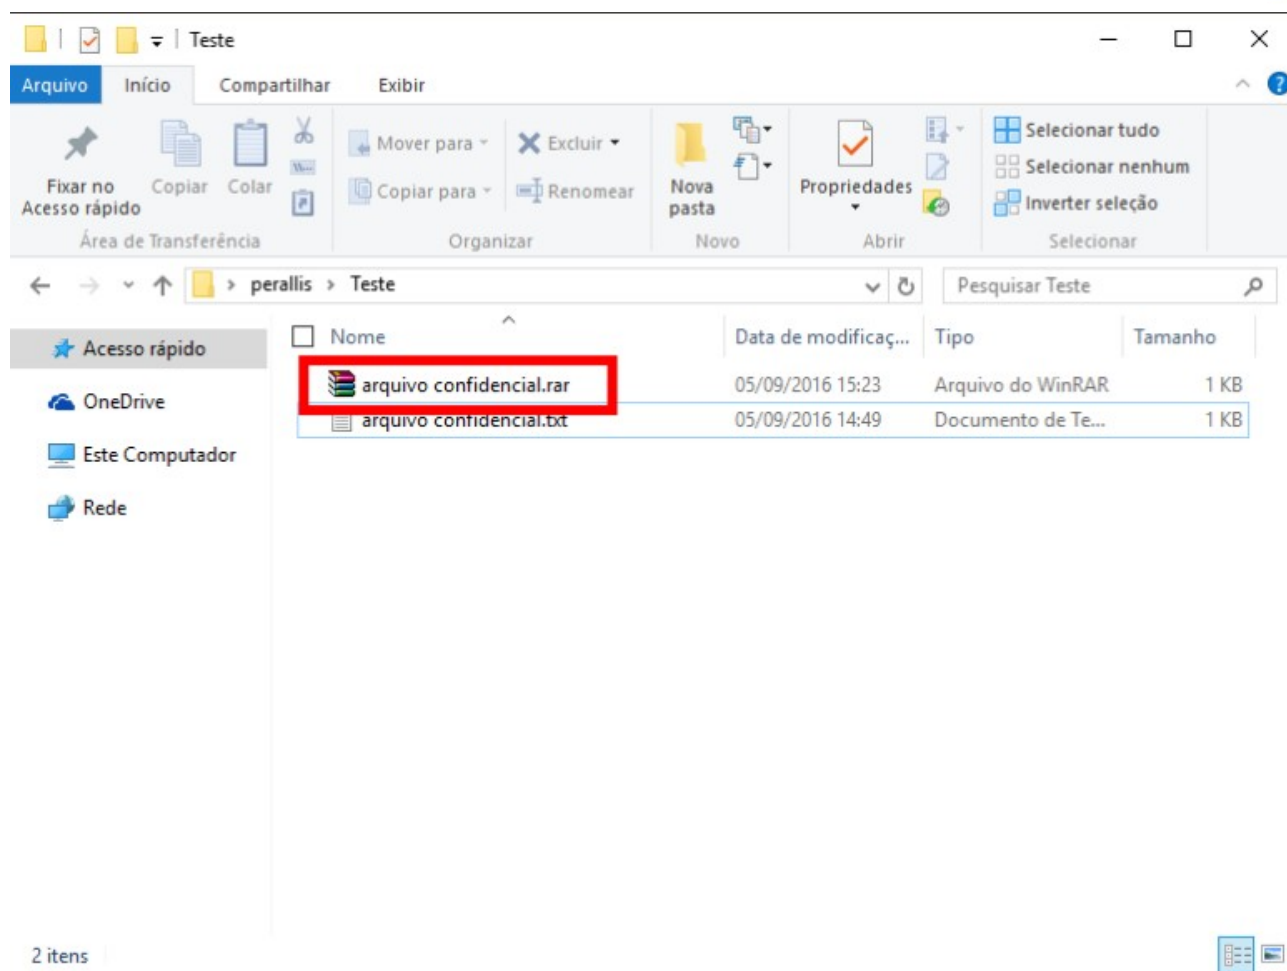 Teste
Arquivo Início Compartilhar Exibir
Fixar no Acesso rápido
Copiar
Colar
Área de Transferência
Mover para
Copiar para
Excluir
Renomear
Organizar
Nova pasta
Novo
Propriedades
Abrir
Selecionar tudo
Selecionar nenhum
Inverter seleção
Selecionar
perallis > Teste
Pesquisar Teste
Acesso rápido
OneDrive
Este Computador
Rede
Nome Data de modificaç... Tipo Tamanho
arquivo confidencial.rar 05/09/2016 15:23 Arquivo do WinRAR 1 KB
arquivo confidencial.txt 05/09/2016 14:49 Documento de Te... 1 KB
2 itens